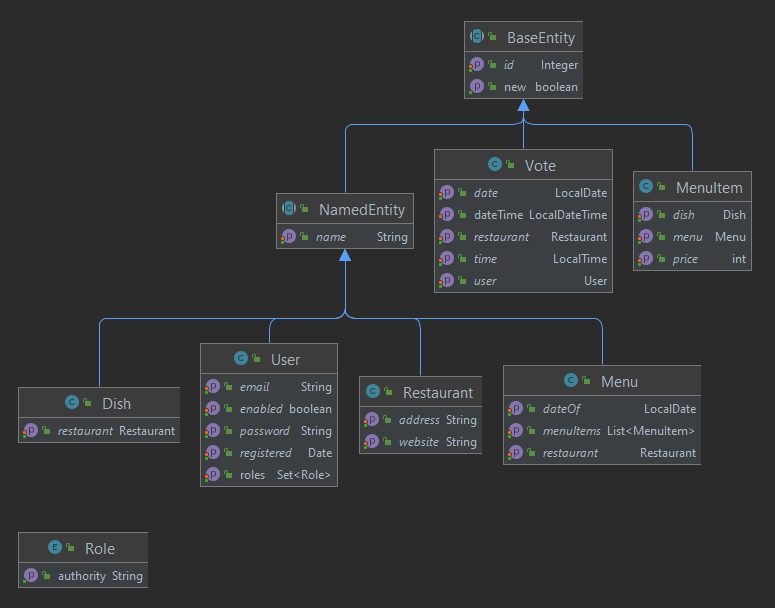 BaseEntity
id Integer
new boolean
NamedEntity
name String
Vote
date LocalDate
dateTime LocalDateTime
restaurant Restaurant
time LocalTime
user User
MenuItem
dish Dish
menu Menu
price int
Dish
restaurant Restaurant
User
email String
enabled boolean
password String
registered Date
roles Set<Role>
Restaurant
address String
website String
Menu
dateOf LocalDate
menuItems List<MenuItem>
restaurant Restaurant
Role
authority String